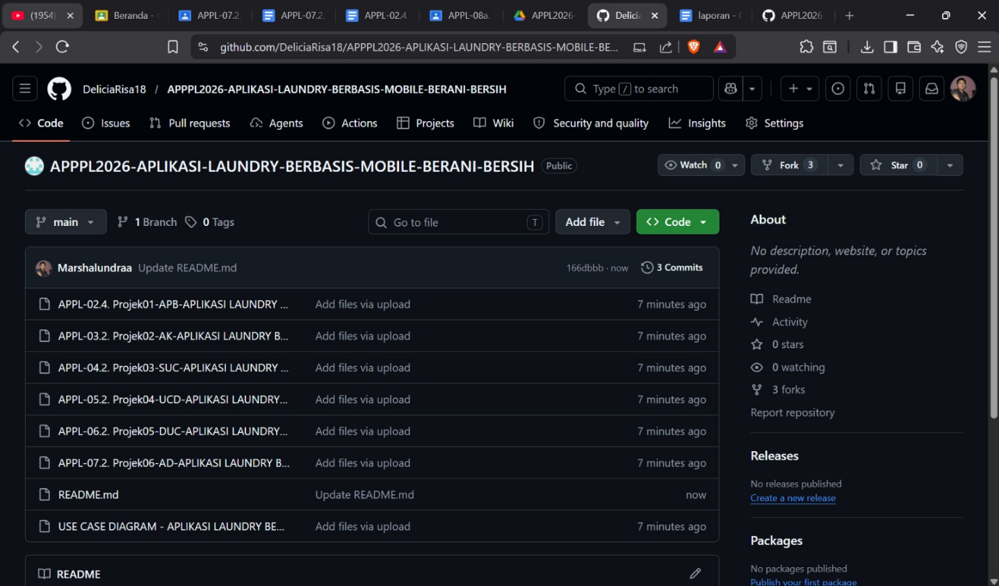 (1954)
Beranda -
APPL-07.2.
APPL-07.2.
APPL-02.4.
APPL-08a.
APPL2026-
Delici
laporan -
APPL2026-
github.com/DeliciaRisa18/APPPL2026-APLIKASI-LAUNDRY-BERBASIS-MOBILE-BE...
DeliciaRisa18 / APPPL2026-APLIKASI-LAUNDRY-BERBASIS-MOBILE-BERANI-BERSIH
Type / to search
Code
Issues
Pull requests
Agents
Actions
Projects
Wiki
Security and quality
Insights
Settings
APPPL2026-APLIKASI-LAUNDRY-BERBASIS-MOBILE-BERANI-BERSIH Public
Watch 0
Fork 3
Star 0
main
1 Branch
0 Tags
Go to file T
Add file
Code
Marshalundraa Update README.md 166dbbb · now 3 Commits
APPL-02.4. Projek01-APB-APLIKASI LAUNDRY ... Add files via upload 7 minutes ago
APPL-03.2. Projek02-AK-APLIKASI LAUNDRY B... Add files via upload 7 minutes ago
APPL-04.2. Projek03-SUC-APLIKASI LAUNDRY ... Add files via upload 7 minutes ago
APPL-05.2. Projek04-UCD-APLIKASI LAUNDRY... Add files via upload 7 minutes ago
APPL-06.2. Projek05-DUC-APLIKASI LAUNDRY... Add files via upload 7 minutes ago
APPL-07.2. Projek06-AD-APLIKASI LAUNDRY B... Add files via upload 7 minutes ago
README.md Update README.md now
USE CASE DIAGRAM - APLIKASI LAUNDRY BE... Add files via upload 7 minutes ago
README
About
No description, website, or topics
provided.
Readme
Activity
0 stars
0 watching
3 forks
Report repository
Releases
No releases published
Create a new release
Packages
No packages published
Publish your first package